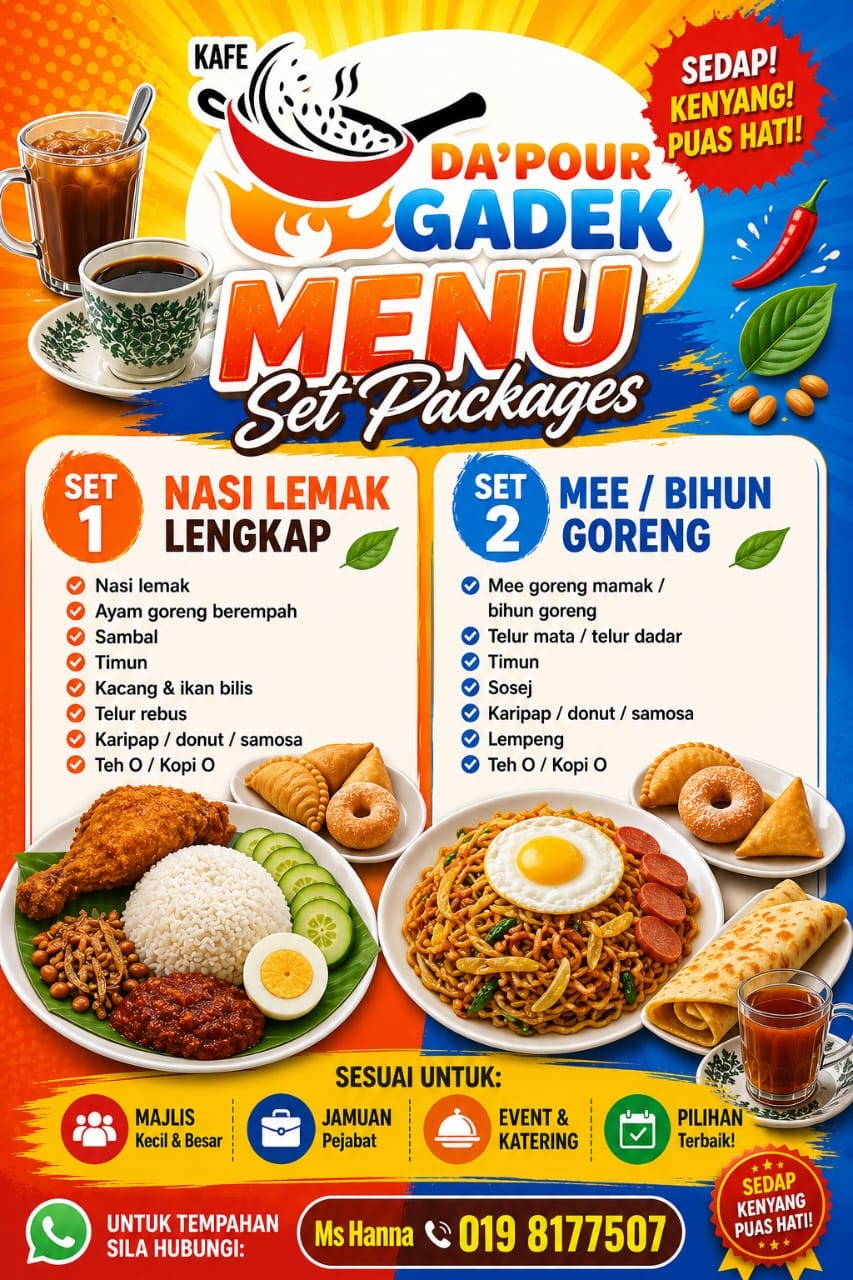 KAFE
DA'POUR
GADEK
SEDAP!
KENYANG!
PUAS HATI!
MENU
Set Packages
SET
1
NASI LEMAK
LENGKAP
Nasi lemak
Ayam goreng berempah
Sambal
Timun
Kacang & ikan bilis
Telur rebus
Karipap / donut / samosa
Teh O / Kopi O
SET
2
MEE / BIHUN
GORENG
Mee goreng mamak /
bihun goreng
Telur mata / telur dadar
Timun
Sosej
Karipap / donut / samosa
Lempeng
Teh O / Kopi O
SESUAI UNTUK:
MAJLIS
Kecil & Besar
JAMUAN
Pejabat
EVENT &
KATERING
PILIHAN
Terbaik!
UNTUK TEMPAHAN
SILA HUBUNGI:
Ms Hanna 019 8177507
SEDAP
KENYANG
PUAS HATI!